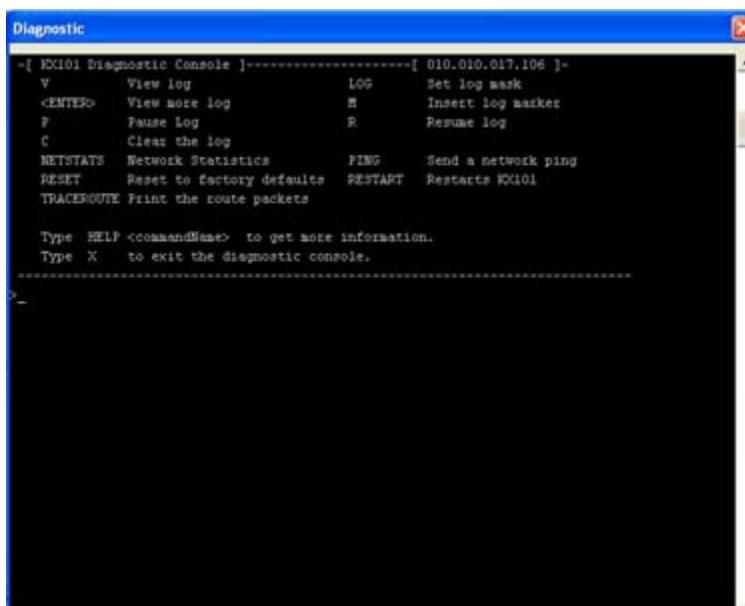 Diagnostic
-[ KX101 Diagnostic Console ]---------------------[ 010.010.017.106 ]-
V View log LOG Set log mask
<ENTER> View more log M Insert log marker
P Pause Log R Resume log
C Clear the log
NETSTATS Network Statistics PING Send a network ping
RESET Reset to factory defaults RESTART Restarts KX101
TRACEROUTE Print the route packets
Type HELP <commandName> to get more information.
Type X to exit the diagnostic console.
------------------------------------------------------------------------------
>_